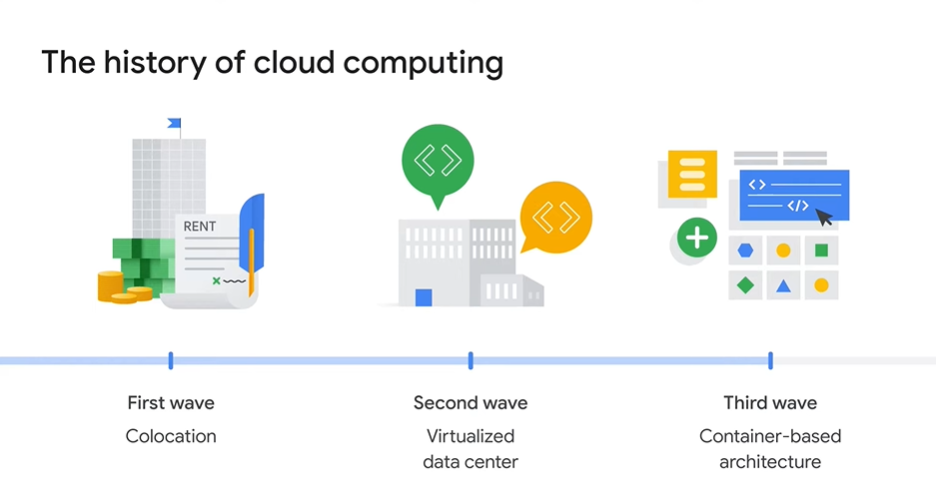 The history of cloud computing
RENT
First wave
Colocation
Second wave
Virtualized
data center
Third wave
Container-based
architecture